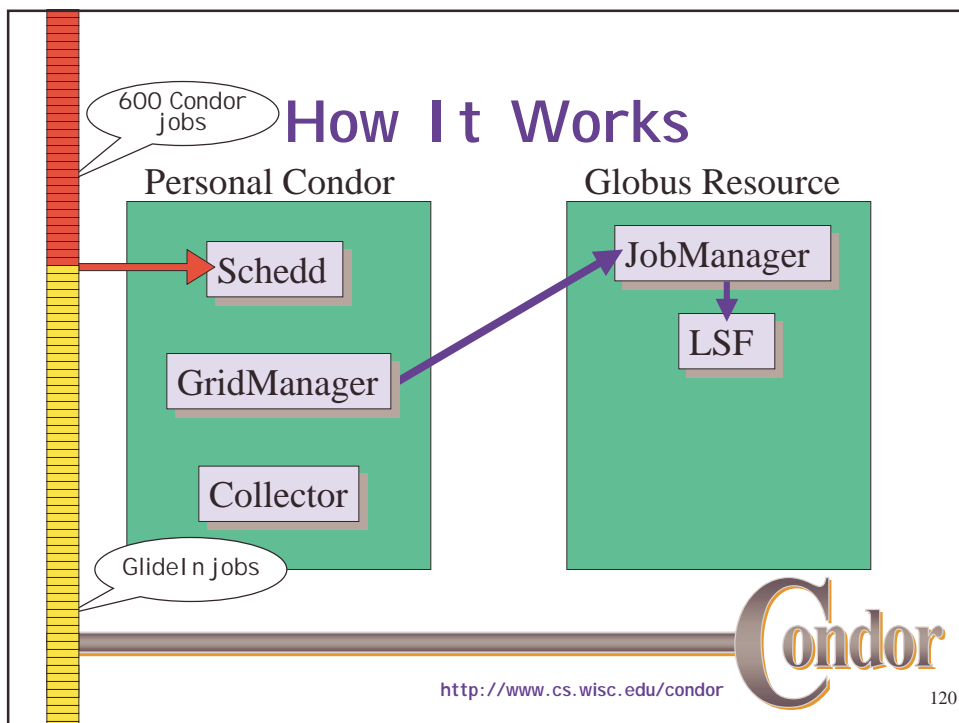 600 Condor
jobs
How It Works
Personal Condor
Globus Resource
Schedd
JobManager
LSF
GridManager
Collector
GlideIn jobs
Condor
http://www.cs.wisc.edu/condor
120